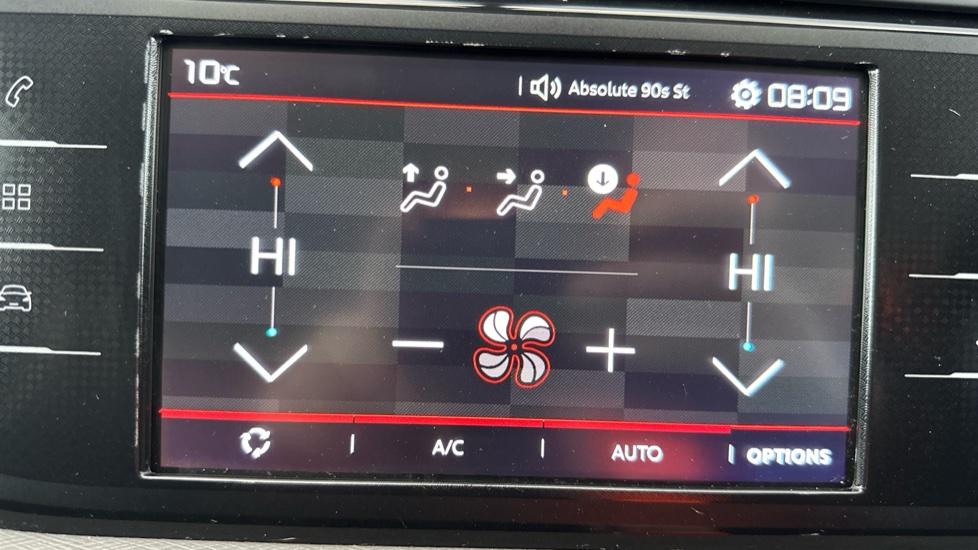 10°C
Absolute 90s St
08:09
HI
HI
A/C
AUTO
OPTIONS